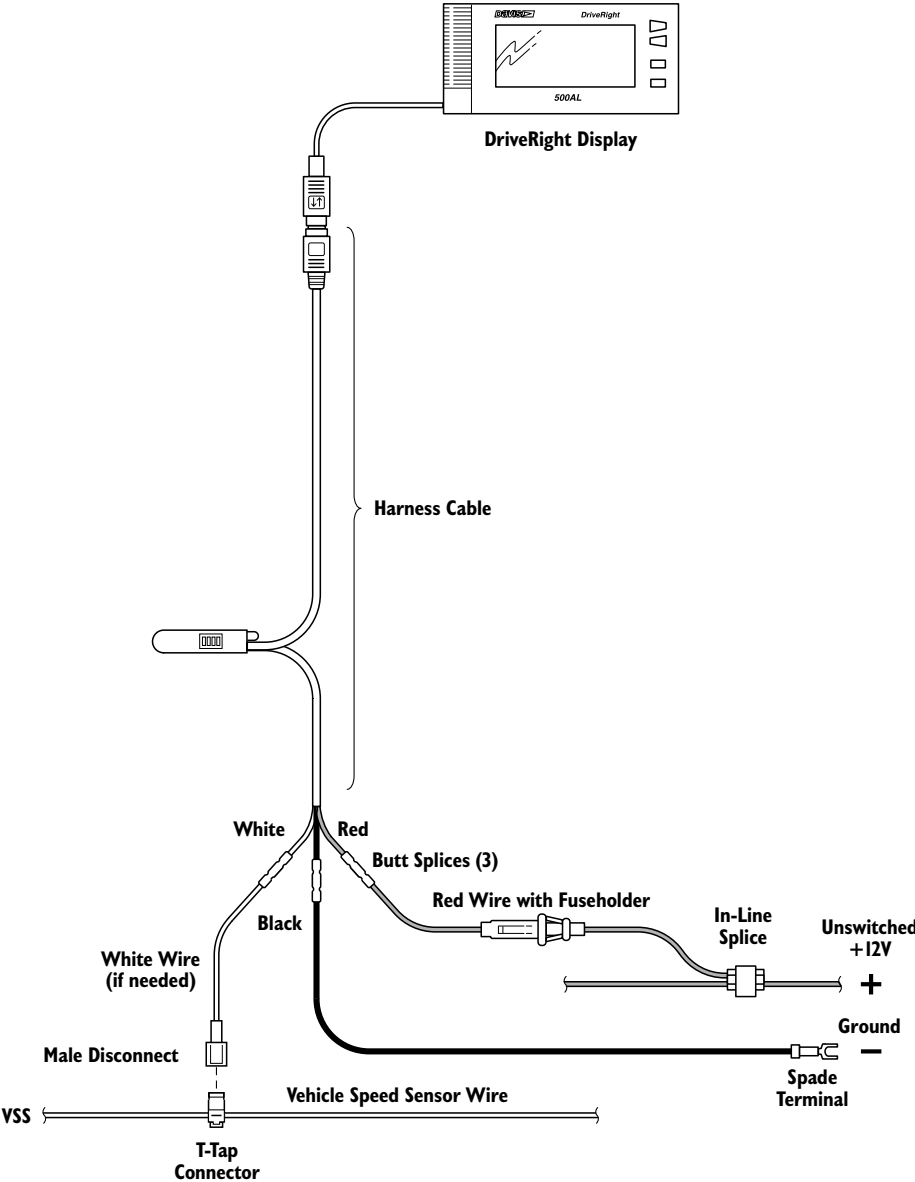 DAVIS DriveRight
500AL
DriveRight Display
Harness Cable
White
Red
Butt Splices (3)
Red Wire with Fuseholder
Black
In-Line
Splice
Unswitched
+12V
+
White Wire
(if needed)
Ground
−
Male Disconnect
Spade
Terminal
Vehicle Speed Sensor Wire
VSS
T-Tap
Connector